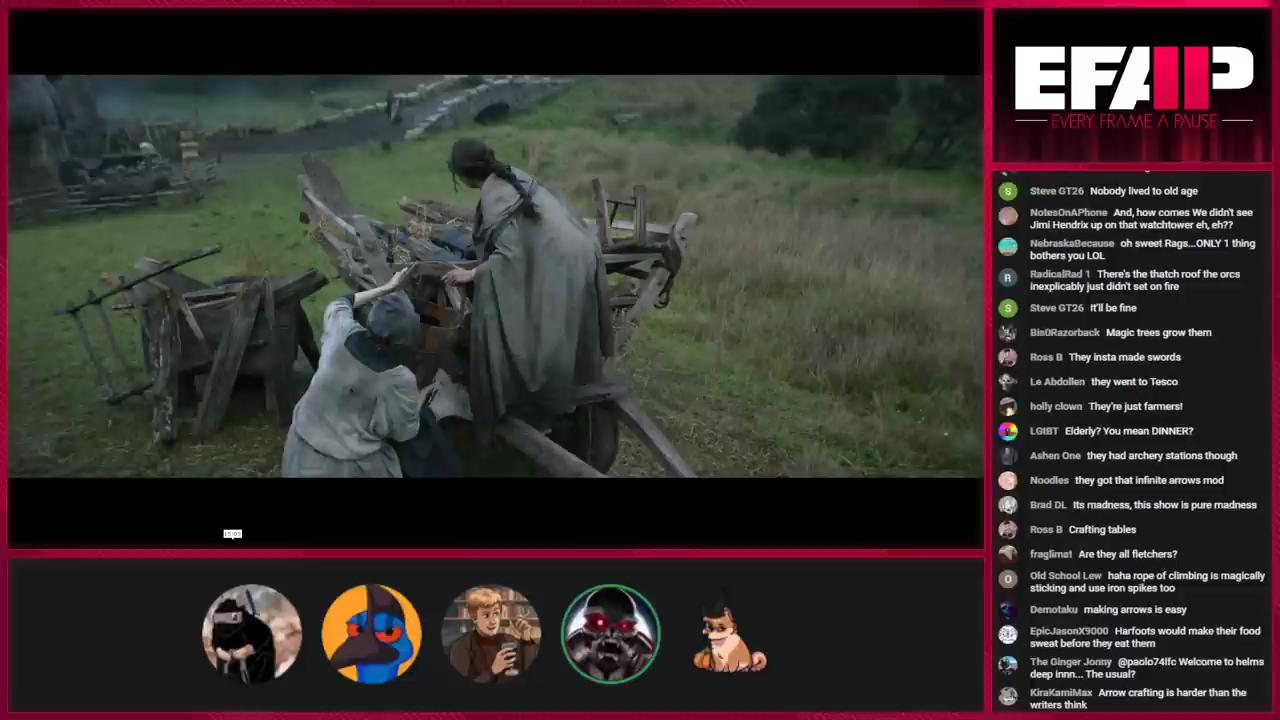 EFAP
EVERY FRAME A PAUSE
Steve GT26 Nobody lived to old age
NotesOnAPhone And, how comes We didn't see
Jimi Hendrix up on that watchtower eh, eh??
NebraskaBecause oh sweet Rags...ONLY 1 thing
bothers you LOL
RadicalRad 1 There's the thatch roof the orcs
inexplicably just didn't set on fire
Steve GT26 It'll be fine
Bin0Razorback Magic trees grow them
Ross B They insta made swords
Le Abdollen they went to Tesco
holly clown They're just farmers!
LGtBT Elderly? You mean DINNER?
Ashen One they had archery stations though
Noodles they got that infinite arrows mod
Brad DL Its madness, this show is pure madness
Ross B Crafting tables
fraglimat Are they all fletchers?
Old School Lew haha rope of climbing is magically
sticking and use iron spikes too
Demotaku making arrows is easy
EpicJasonX9000 Harfoots would make their food
sweat before they eat them
The Ginger Jonny @paolo74lfc Welcome to helms
deep innn... The usual?
KiraKamiMax Arrow crafting is harder than the
writers think